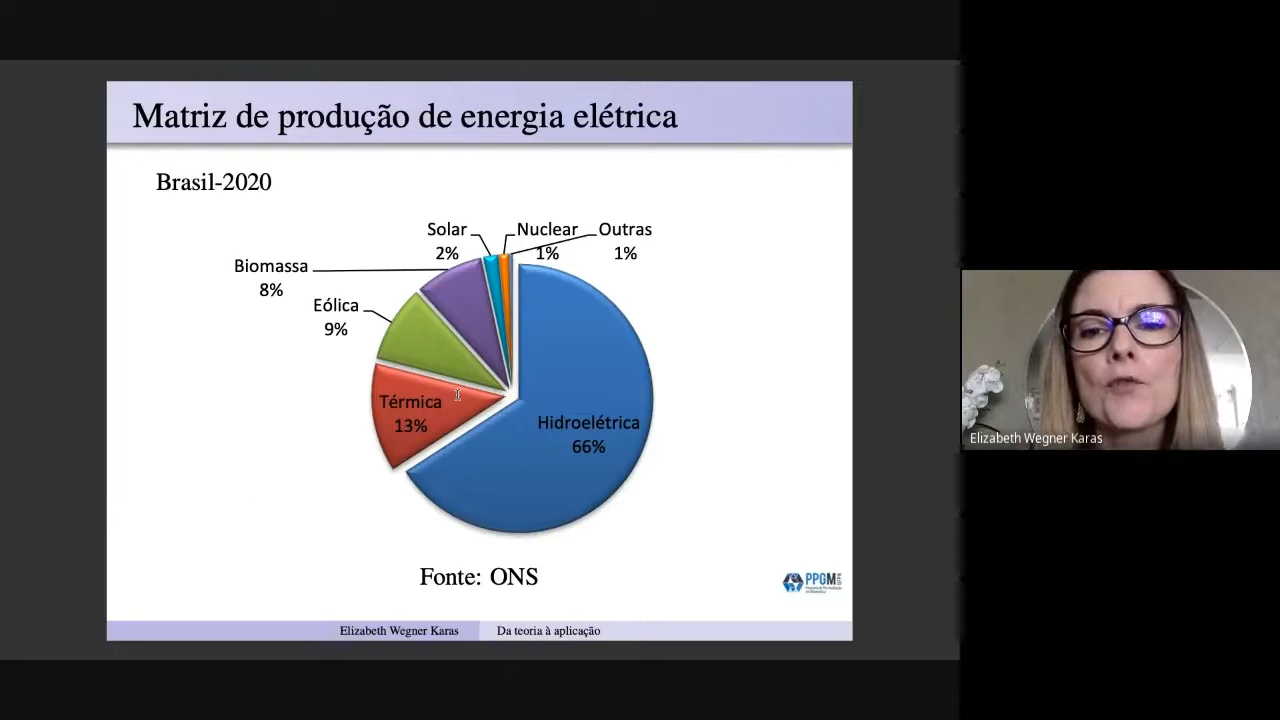 Matriz de produção de energia elétrica
Brasil-2020
Solar
2%
Nuclear
1%
Outras
1%
Biomassa
8%
Eólica
9%
Térmica
13%
Hidroelétrica
66%
Fonte: ONS
PPGM
UFPR
Elizabeth Wegner Karas
Da teoria à aplicação
Elizabeth Wegner Karas